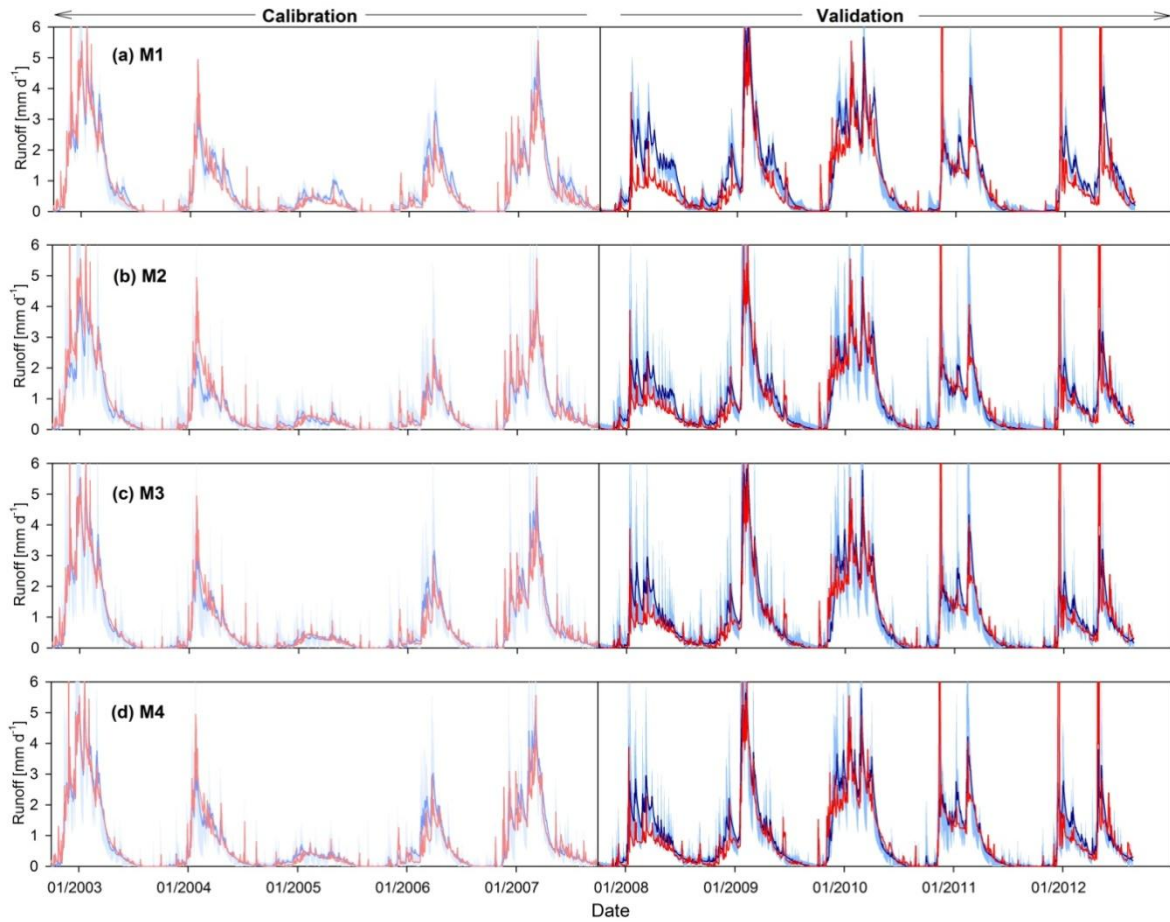 Calibration Validation
6
5
4
3
2
1
0
Runoff [mm d⁻¹]
(a) M1
6
5
4
3
2
1
0
Runoff [mm d⁻¹]
(b) M2
6
5
4
3
2
1
0
Runoff [mm d⁻¹]
(c) M3
6
5
4
3
2
1
0
Runoff [mm d⁻¹]
(d) M4
01/2003 01/2004 01/2005 01/2006 01/2007 01/2008 01/2009 01/2010 01/2011 01/2012
Date